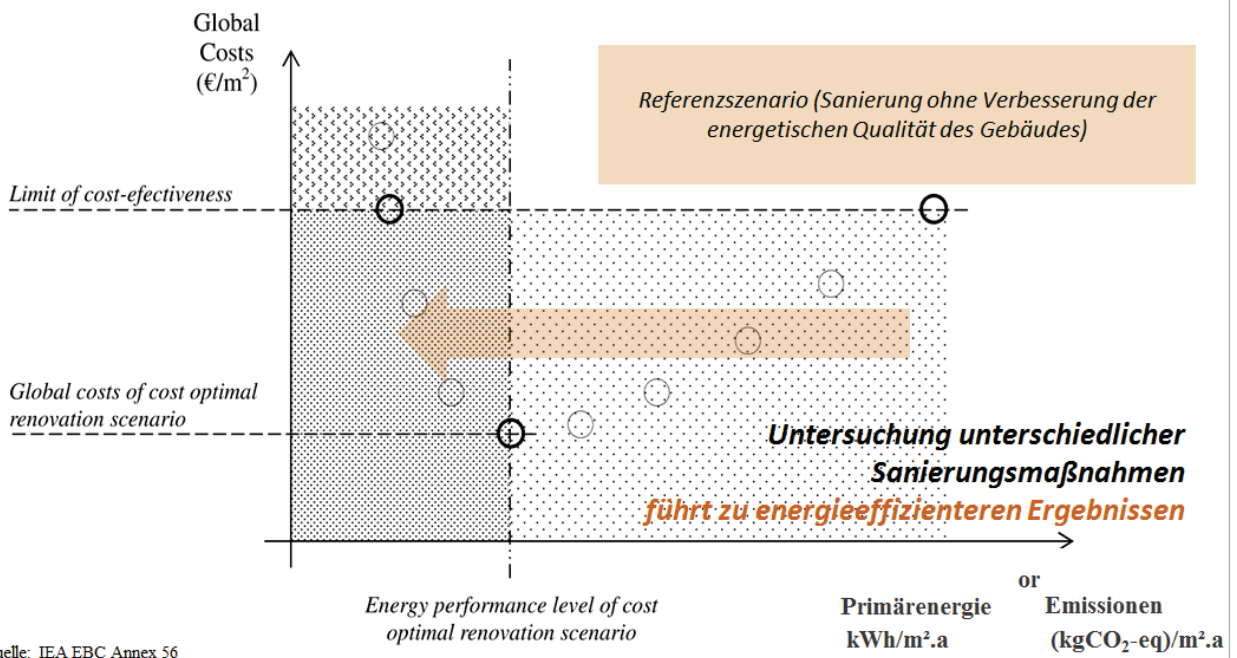 Global
Costs
(€/m²)
Referenzszenario (Sanierung ohne Verbesserung der
energetischen Qualität des Gebäudes)
Limit of cost-efectiveness
Global costs of cost optimal
renovation scenario
Untersuchung unterschiedlicher
Sanierungsmaßnahmen
führt zu energieeffizienteren Ergebnissen
Energy performance level of cost
optimal renovation scenario
or
Primärenergie
kWh/m².a
Emissionen
(kgCO₂-eq)/m².a
uelle: IEA EBC Annex 56